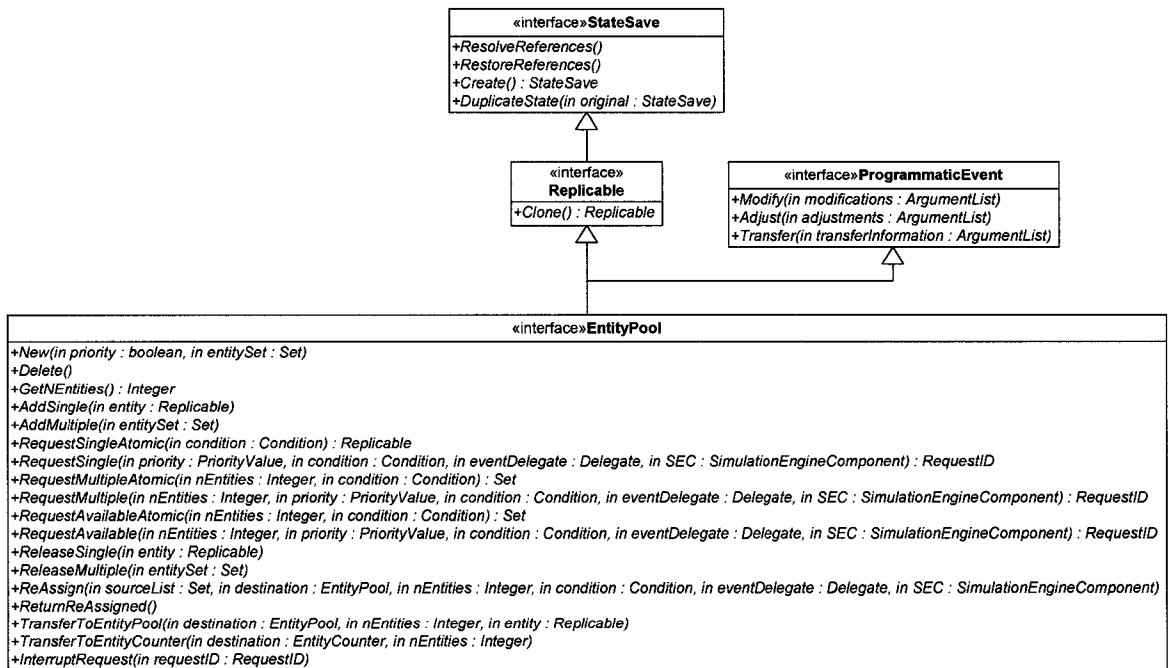 «interface»StateSave
+ResolveReferences()
+RestoreReferences()
+Create() : StateSave
+DuplicateState(in original : StateSave)
«interface»
Replicable
+Clone() : Replicable
«interface»ProgrammaticEvent
+Modify(in modifications : ArgumentList)
+Adjust(in adjustments : ArgumentList)
+Transfer(in transferInformation : ArgumentList)
«interface»EntityPool
+New(in priority : boolean, in entitySet : Set)
+Delete()
+GetNEntities() : Integer
+AddSingle(in entity : Replicable)
+AddMultiple(in entitySet : Set)
+RequestSingleAtomic(in condition : Condition) : Replicable
+RequestSingle(in priority : PriorityValue, in condition : Condition, in eventDelegate : Delegate, in SEC : SimulationEngineComponent) : RequestID
+RequestMultipleAtomic(in nEntities : Integer, in condition : Condition) : Set
+RequestMultiple(in nEntities : Integer, in priority : PriorityValue, in condition : Condition, in eventDelegate : Delegate, in SEC : SimulationEngineComponent) : RequestID
+RequestAvailableAtomic(in nEntities : Integer, in condition : Condition) : Set
+RequestAvailable(in nEntities : Integer, in priority : PriorityValue, in condition : Condition, in eventDelegate : Delegate, in SEC : SimulationEngineComponent) : RequestID
+ReleaseSingle(in entity : Replicable)
+ReleaseMultiple(in entitySet : Set)
+ReAssign(in sourceList : Set, in destination : EntityPool, in nEntities : Integer, in condition : Condition, in eventDelegate : Delegate, in SEC : SimulationEngineComponent)
+ReturnReAssigned()
+TransferToEntityPool(in destination : EntityPool, in nEntities : Integer, in entity : Replicable)
+TransferToEntityCounter(in destination : EntityCounter, in nEntities : Integer)
+InterruptRequest(in requestID : RequestID)